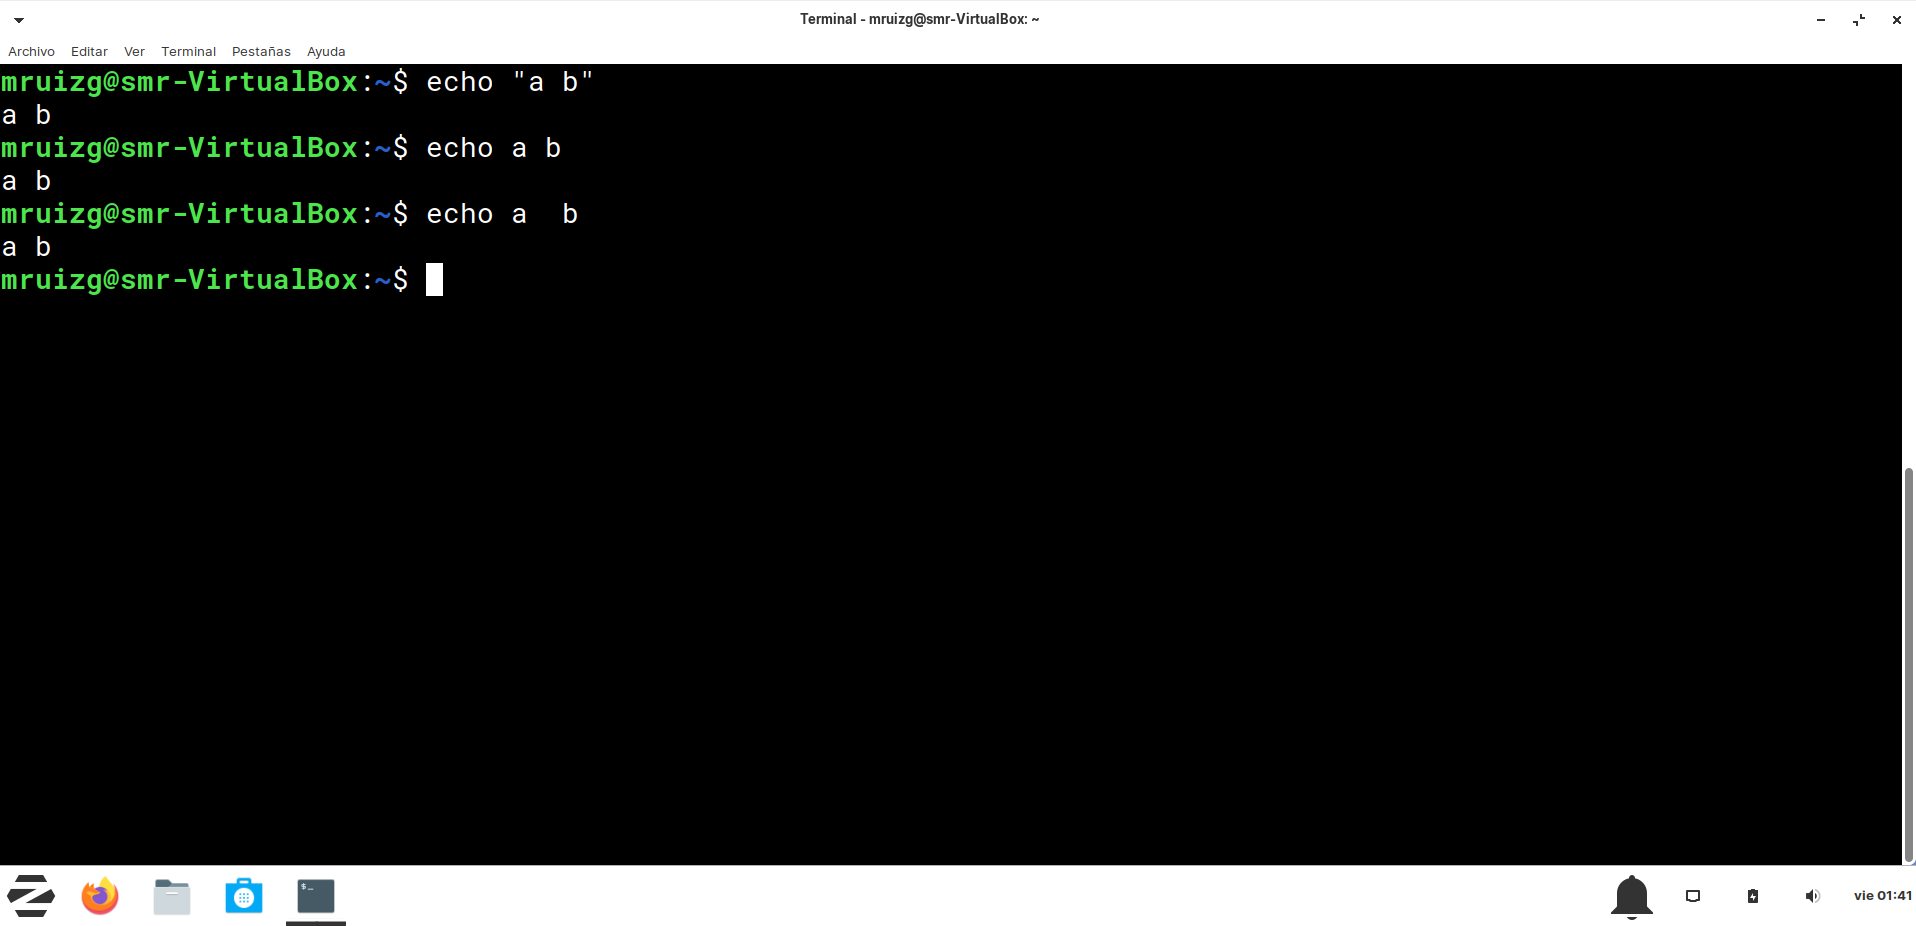 Terminal - mruizg@smr-VirtualBox: ~
Archivo Editar Ver Terminal Pestañas Ayuda
mruizg@smr-VirtualBox:~$ echo "a b"
a b
mruizg@smr-VirtualBox:~$ echo a b
a b
mruizg@smr-VirtualBox:~$ echo a  b
a b
mruizg@smr-VirtualBox:~$
$_
vie 01:41